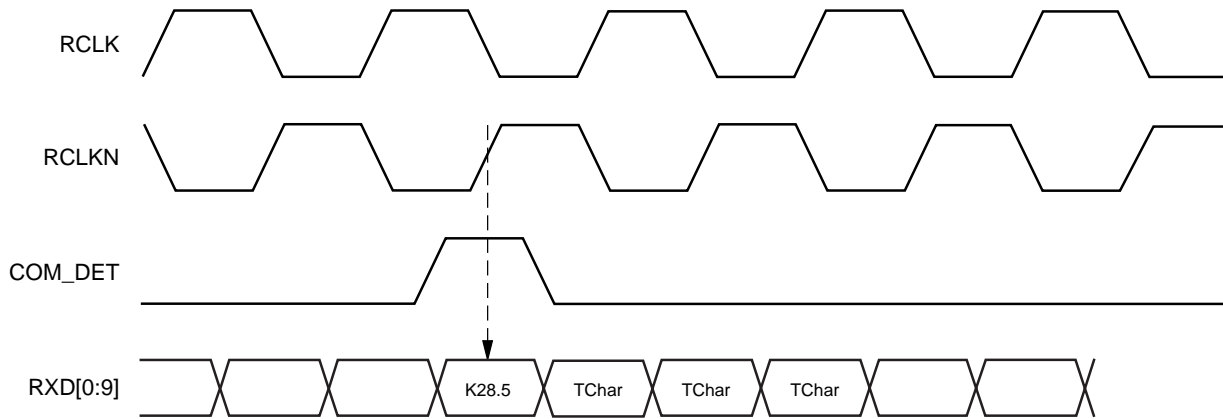 RCLK
RCLKN
COM_DET
RXD[0:9]
K28.5 TChar TChar TChar